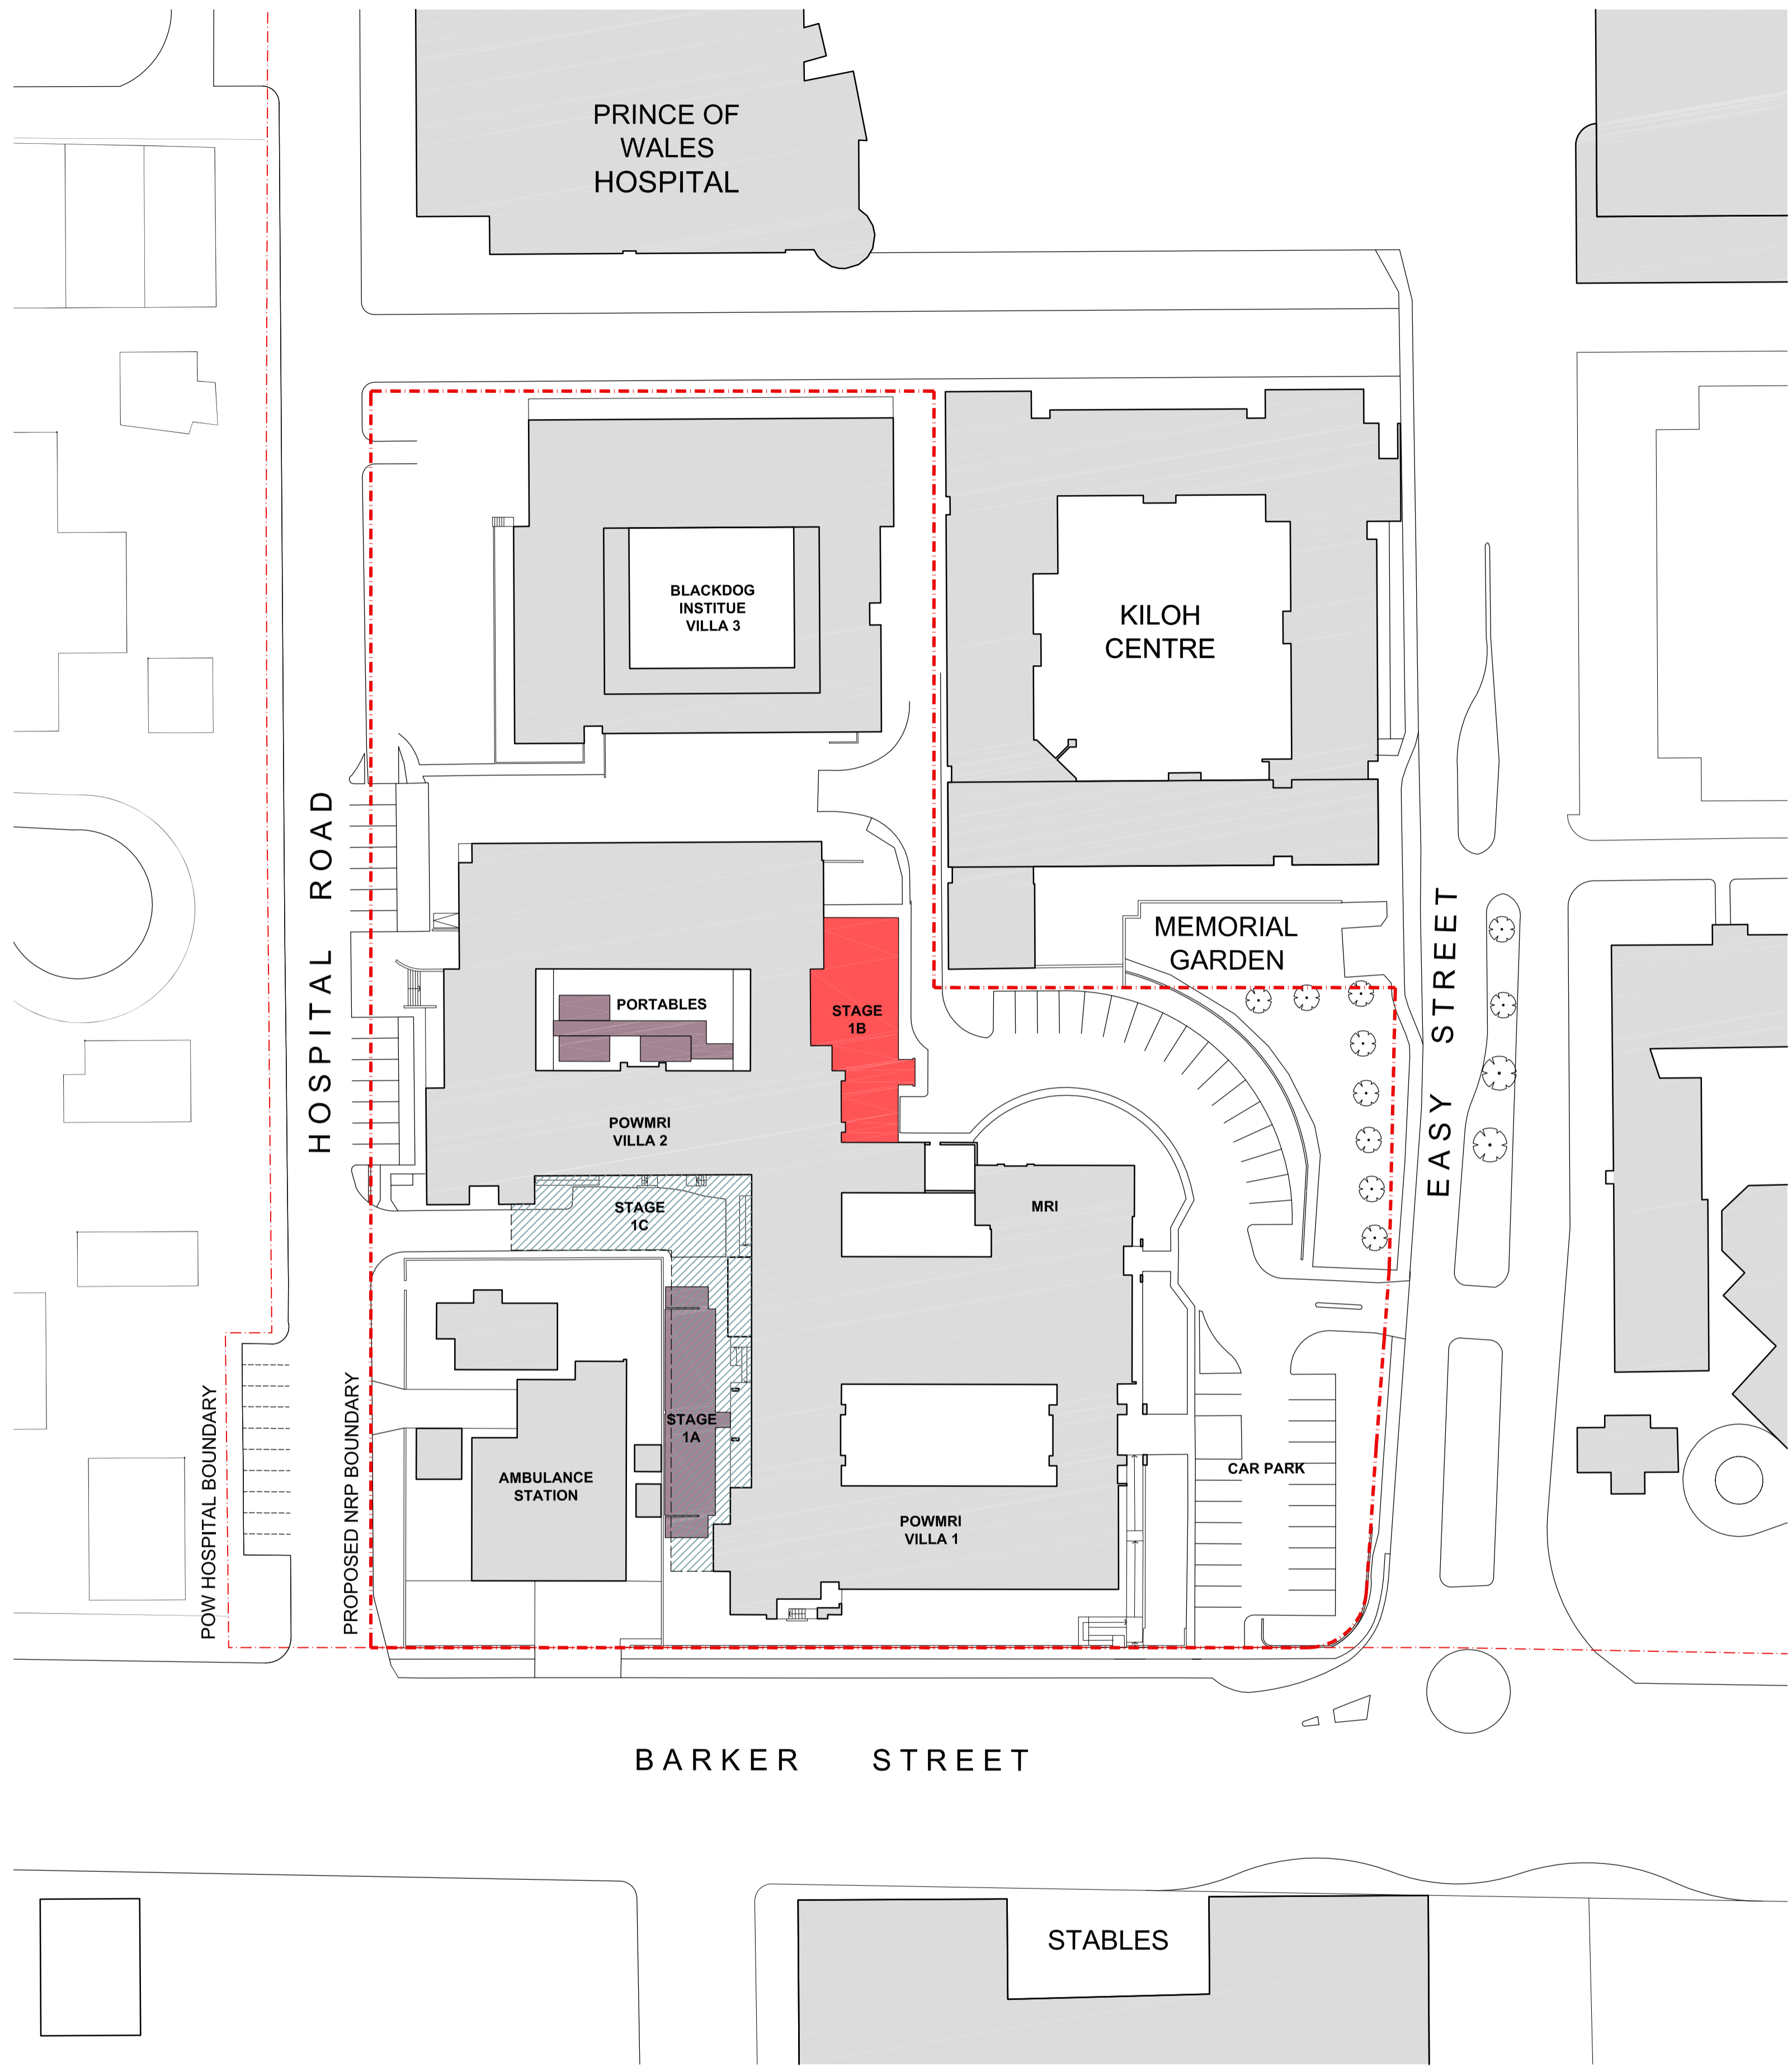 PRINCE OF
WALES
HOSPITAL
BLACKDOG
INSTITUE
VILLA 3
KILOH
CENTRE
HOSPITAL ROAD
MEMORIAL
GARDEN
EASY STREET
PORTABLES
STAGE
1B
POWMRI
VILLA 2
STAGE
1C
MRI
POW HOSPITAL BOUNDARY
PROPOSED NRP BOUNDARY
STAGE
1A
AMBULANCE
STATION
CAR PARK
POWMRI
VILLA 1
BARKER STREET
STABLES